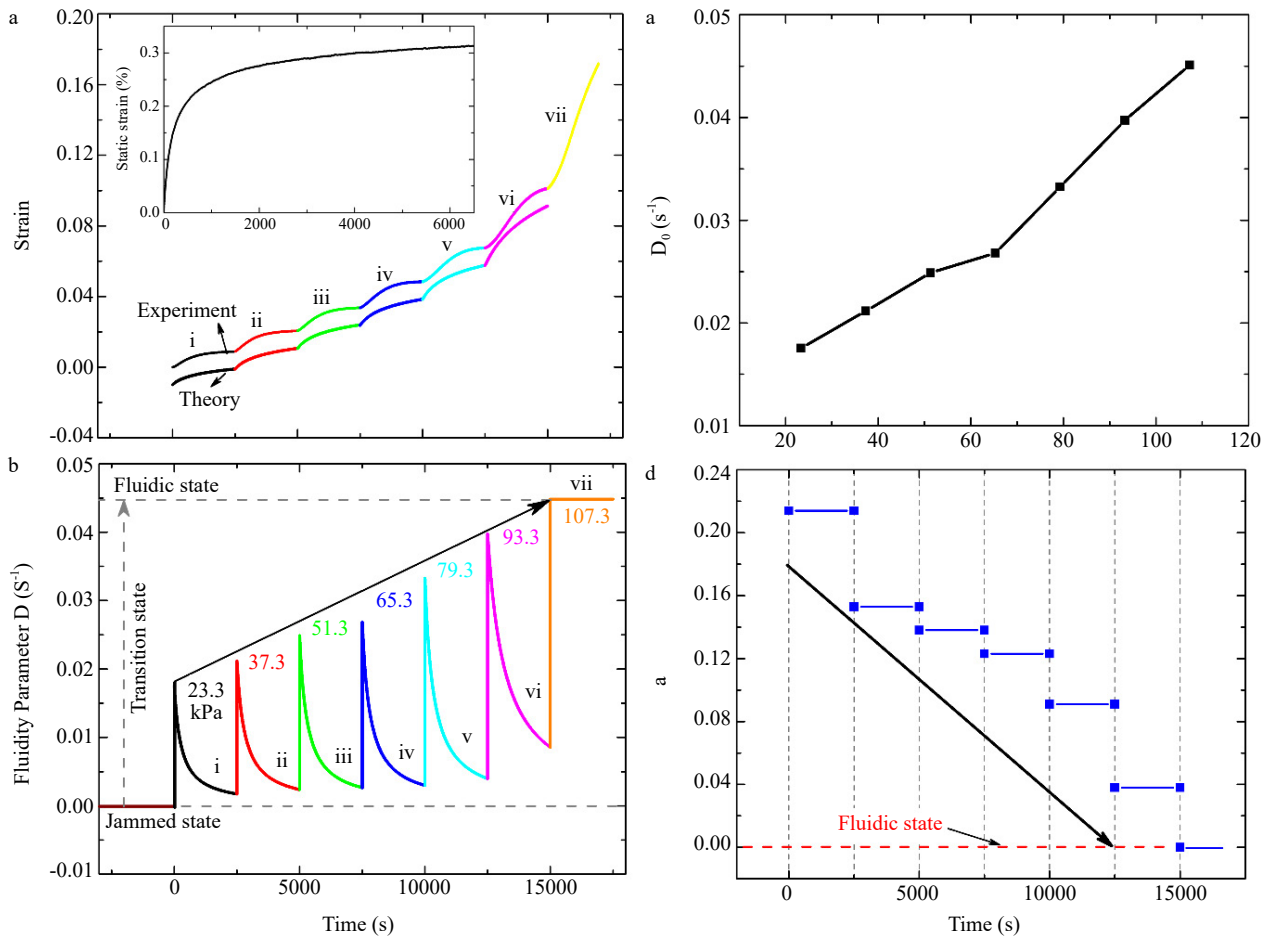 a
0.20
0.16
0.12
0.08
0.04
0.00
-0.04
Strain
Static strain (%)
0.3
0.2
0.3
0.0
0
2000
4000
6000
i
ii
iii
iv
v
vi
vii
Experiment
Theory
a
0.05
0.04
0.03
0.02
0.01
D₀ (s⁻¹)
20
40
60
80
100
120
b
0.05
0.04
0.03
0.02
0.01
0.00
-0.01
Fluidity Parameter D (S⁻¹)
Fluidic state
Transition state
Jammed state
23.3
kPa
37.3
51.3
65.3
79.3
93.3
107.3
i
ii
iii
iv
v
vi
vii
0
5000
10000
15000
Time (s)
d
0.24
0.20
0.16
0.12
0.08
0.04
0.00
a
Fluidic state
0
5000
10000
15000
Time (s)